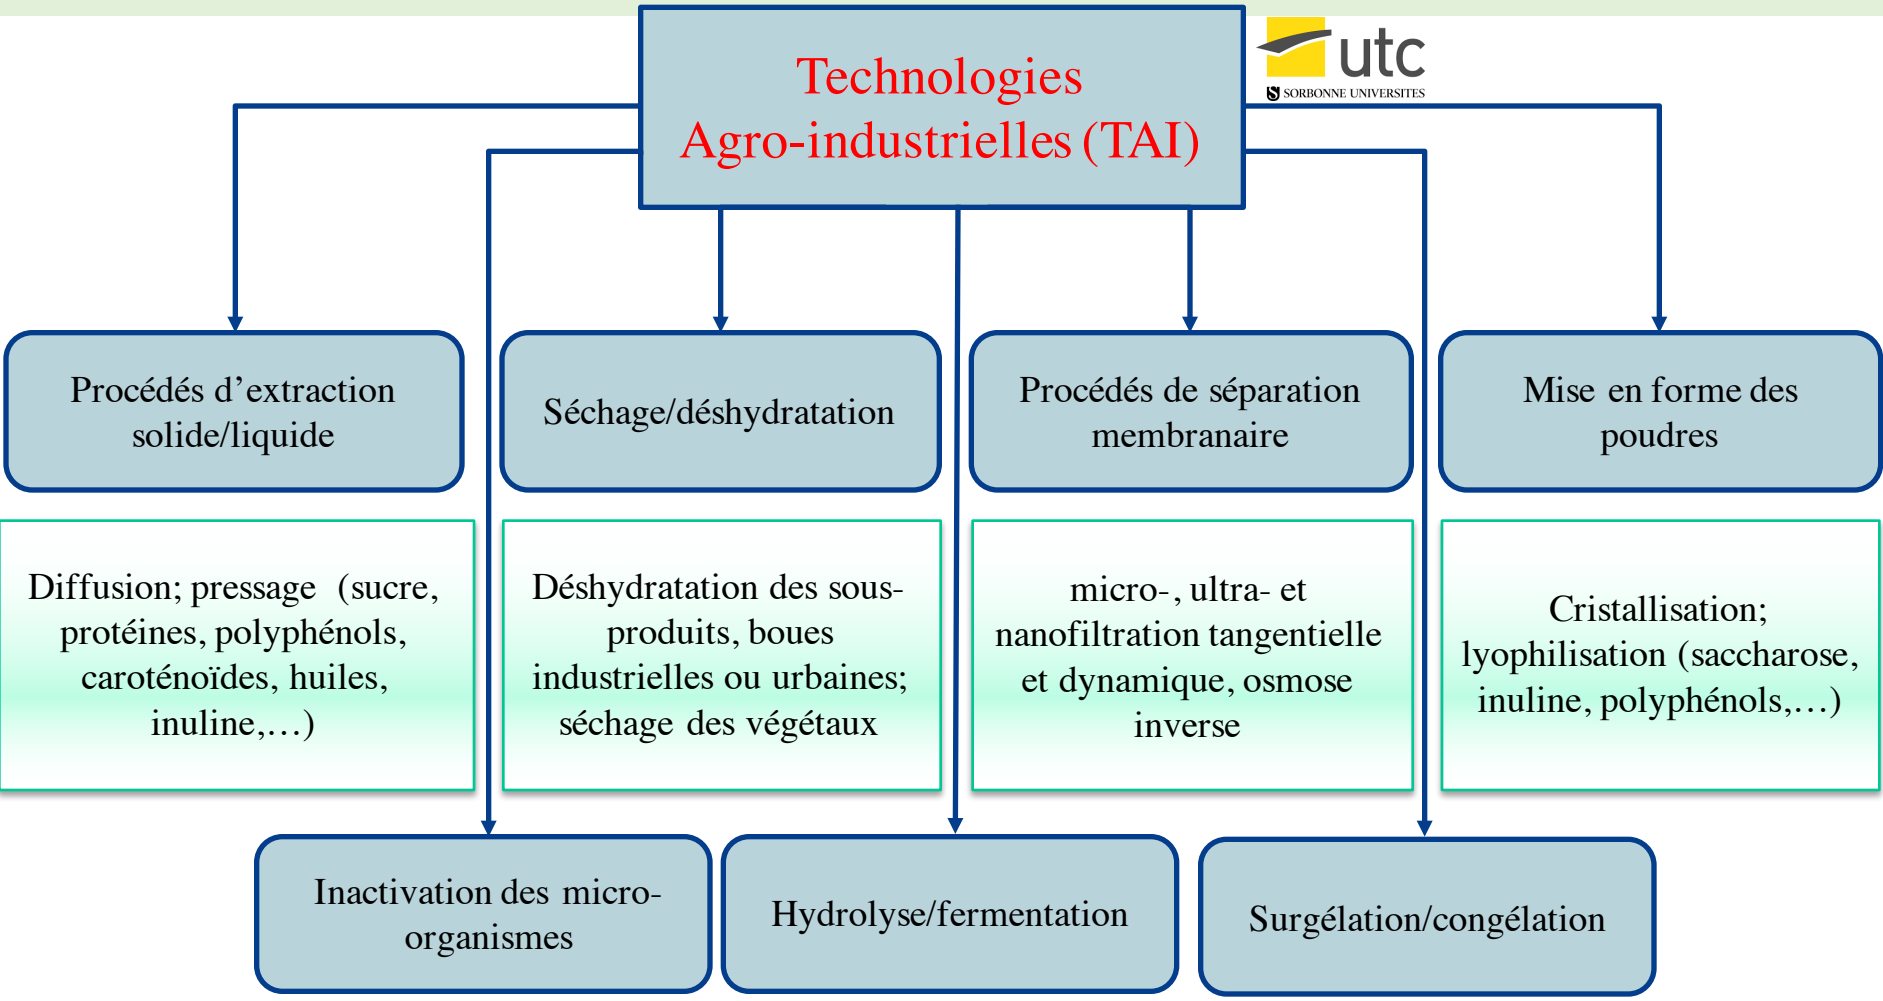 Technologies
Agro-industrielles (TAI)
utc
SORBONNE UNIVERSITES
Procédés d’extraction
solide/liquide
Séchage/déshydratation
Procédés de séparation
membranaire
Mise en forme des
poudres
Diffusion; pressage (sucre,
protéines, polyphénols,
caroténoïdes, huiles,
inuline,…)
Déshydratation des sous-
produits, boues
industrielles ou urbaines;
séchage des végétaux
micro-, ultra- et
nanofiltration tangentielle
et dynamique, osmose
inverse
Cristallisation;
lyophilisation (saccharose,
inuline, polyphénols,…)
Inactivation des micro-
organismes
Hydrolyse/fermentation
Surgélation/congélation